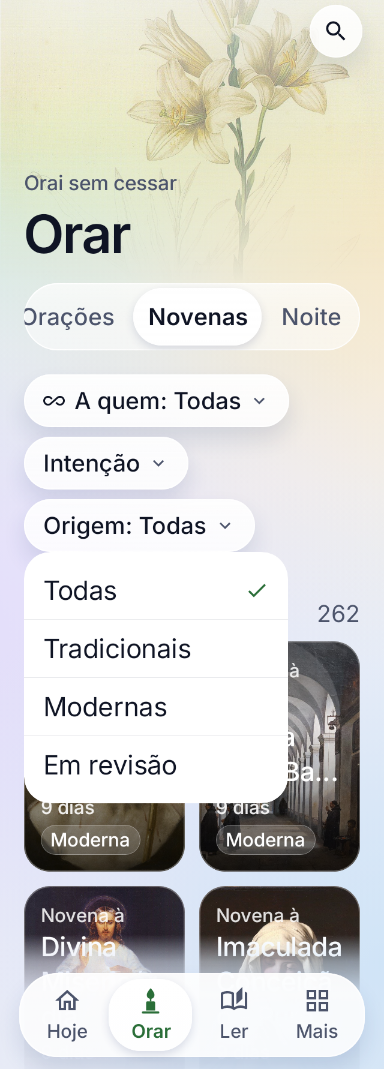 Orai sem cessar
Orar
Orações
Novenas
Noite
A quem: Todas
Intenção
Origem: Todas
Todas
Tradicionais
Modernas
Em revisão
262
à
a
Ba...
9 dias
Moderna
9 dias
Moderna
Novena à
Divina
Novena à
Imaculada
Hoje
Orar
Ler
Mais